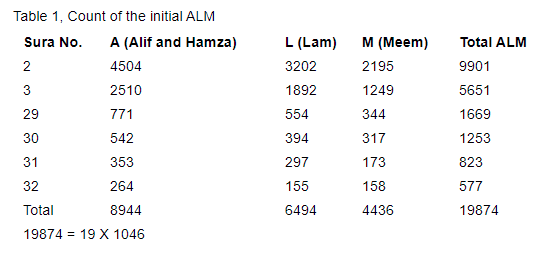 Table 1, Count of the initial ALM
Sura No. A (Alif and Hamza) L (Lam) M (Meem) Total ALM
2 4504 3202 2195 9901
3 2510 1892 1249 5651
29 771 554 344 1669
30 542 394 317 1253
31 353 297 173 823
32 264 155 158 577
Total 8944 6494 4436 19874
19874 = 19 X 1046